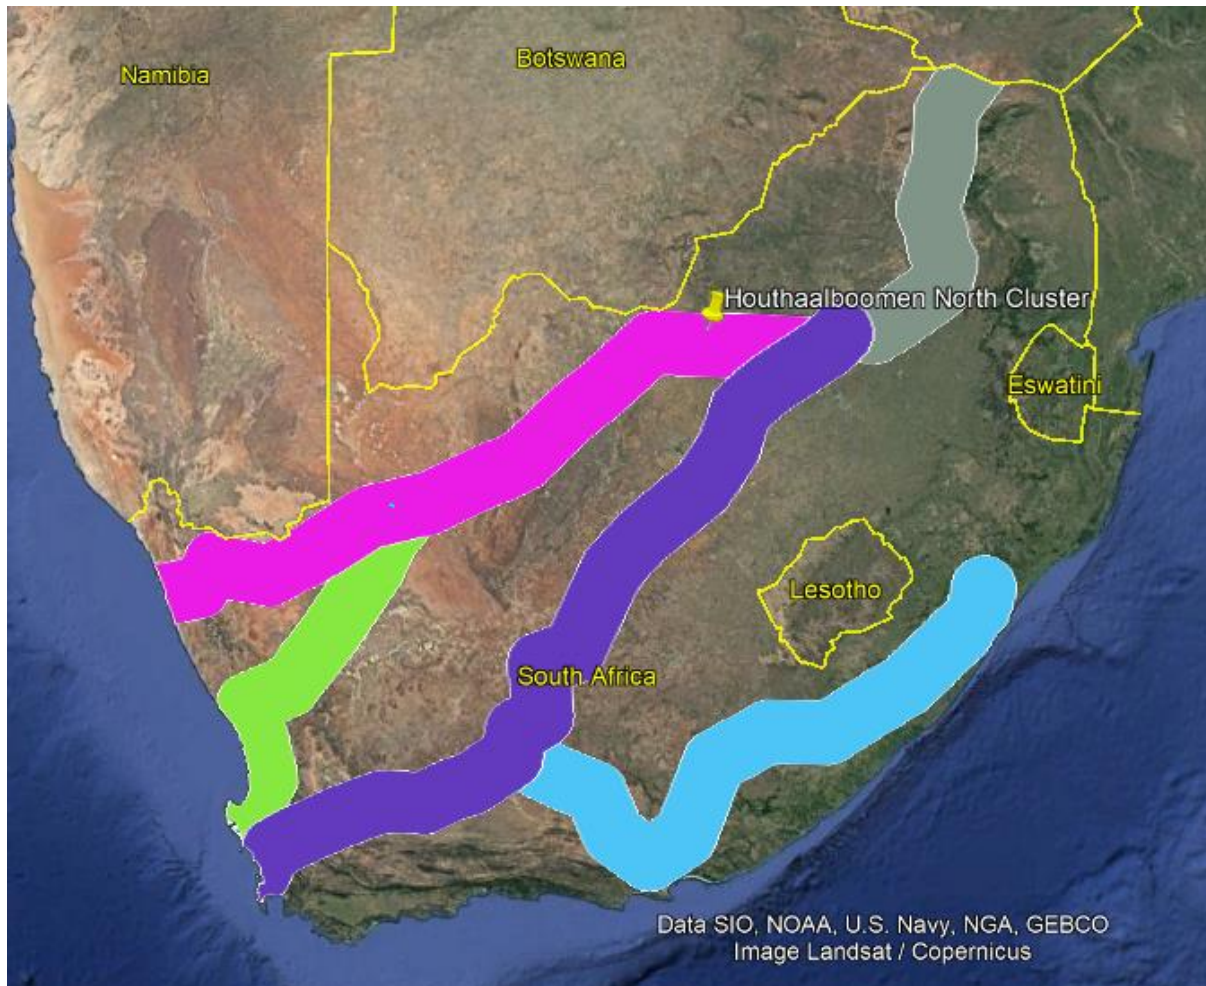 Botswana
Namibia
Houthaalboomen North Cluster
Eswatini
Lesotho
South Africa
Data SIO, NOAA, U.S. Navy, NGA, GEBCO
Image Landsat / Copernicus